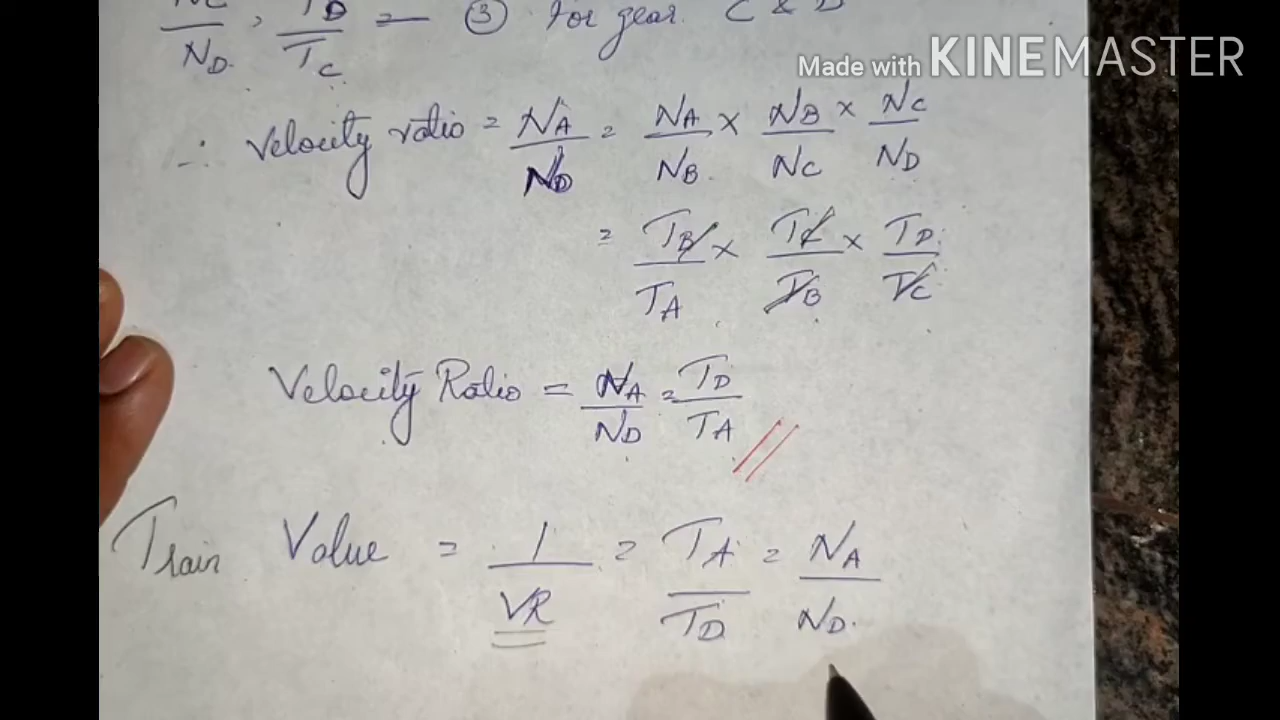 N_C/N_D = T_D/T_C — ③ for gear C & D
Made with KINEMASTER
∴ Velocity ratio = N_A/N_D = N_A/N_B × N_B/N_C × N_C/N_D
= T_B/T_A × T_C/T_B × T_D/T_C
Velocity Ratio = N_A/N_D = T_D/T_A
Train Value = 1/VR = T_A/T_D = N_A/N_D.